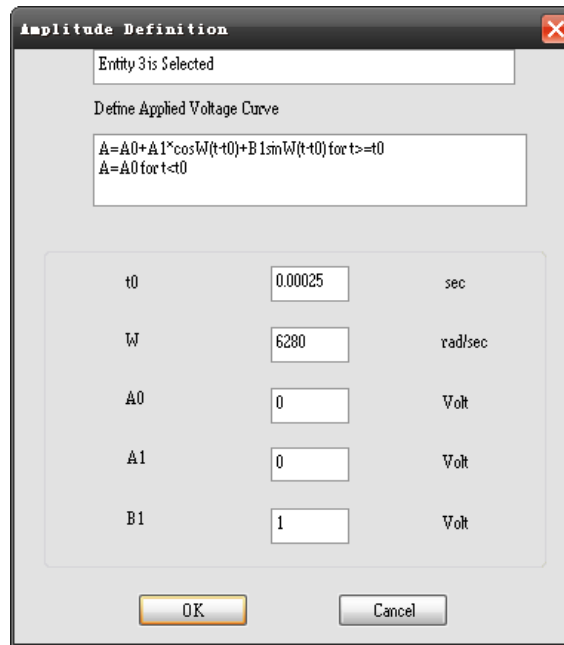 Amplitude Definition
Entity 3 is Selected
Define Applied Voltage Curve
A=A0+A1*cosW(t-t0)+B1sinW(t-t0) for t>=t0
A=A0 for t<t0
t0 0.00025 sec
W 6280 rad/sec
A0 0 Volt
A1 0 Volt
B1 1 Volt
OK Cancel